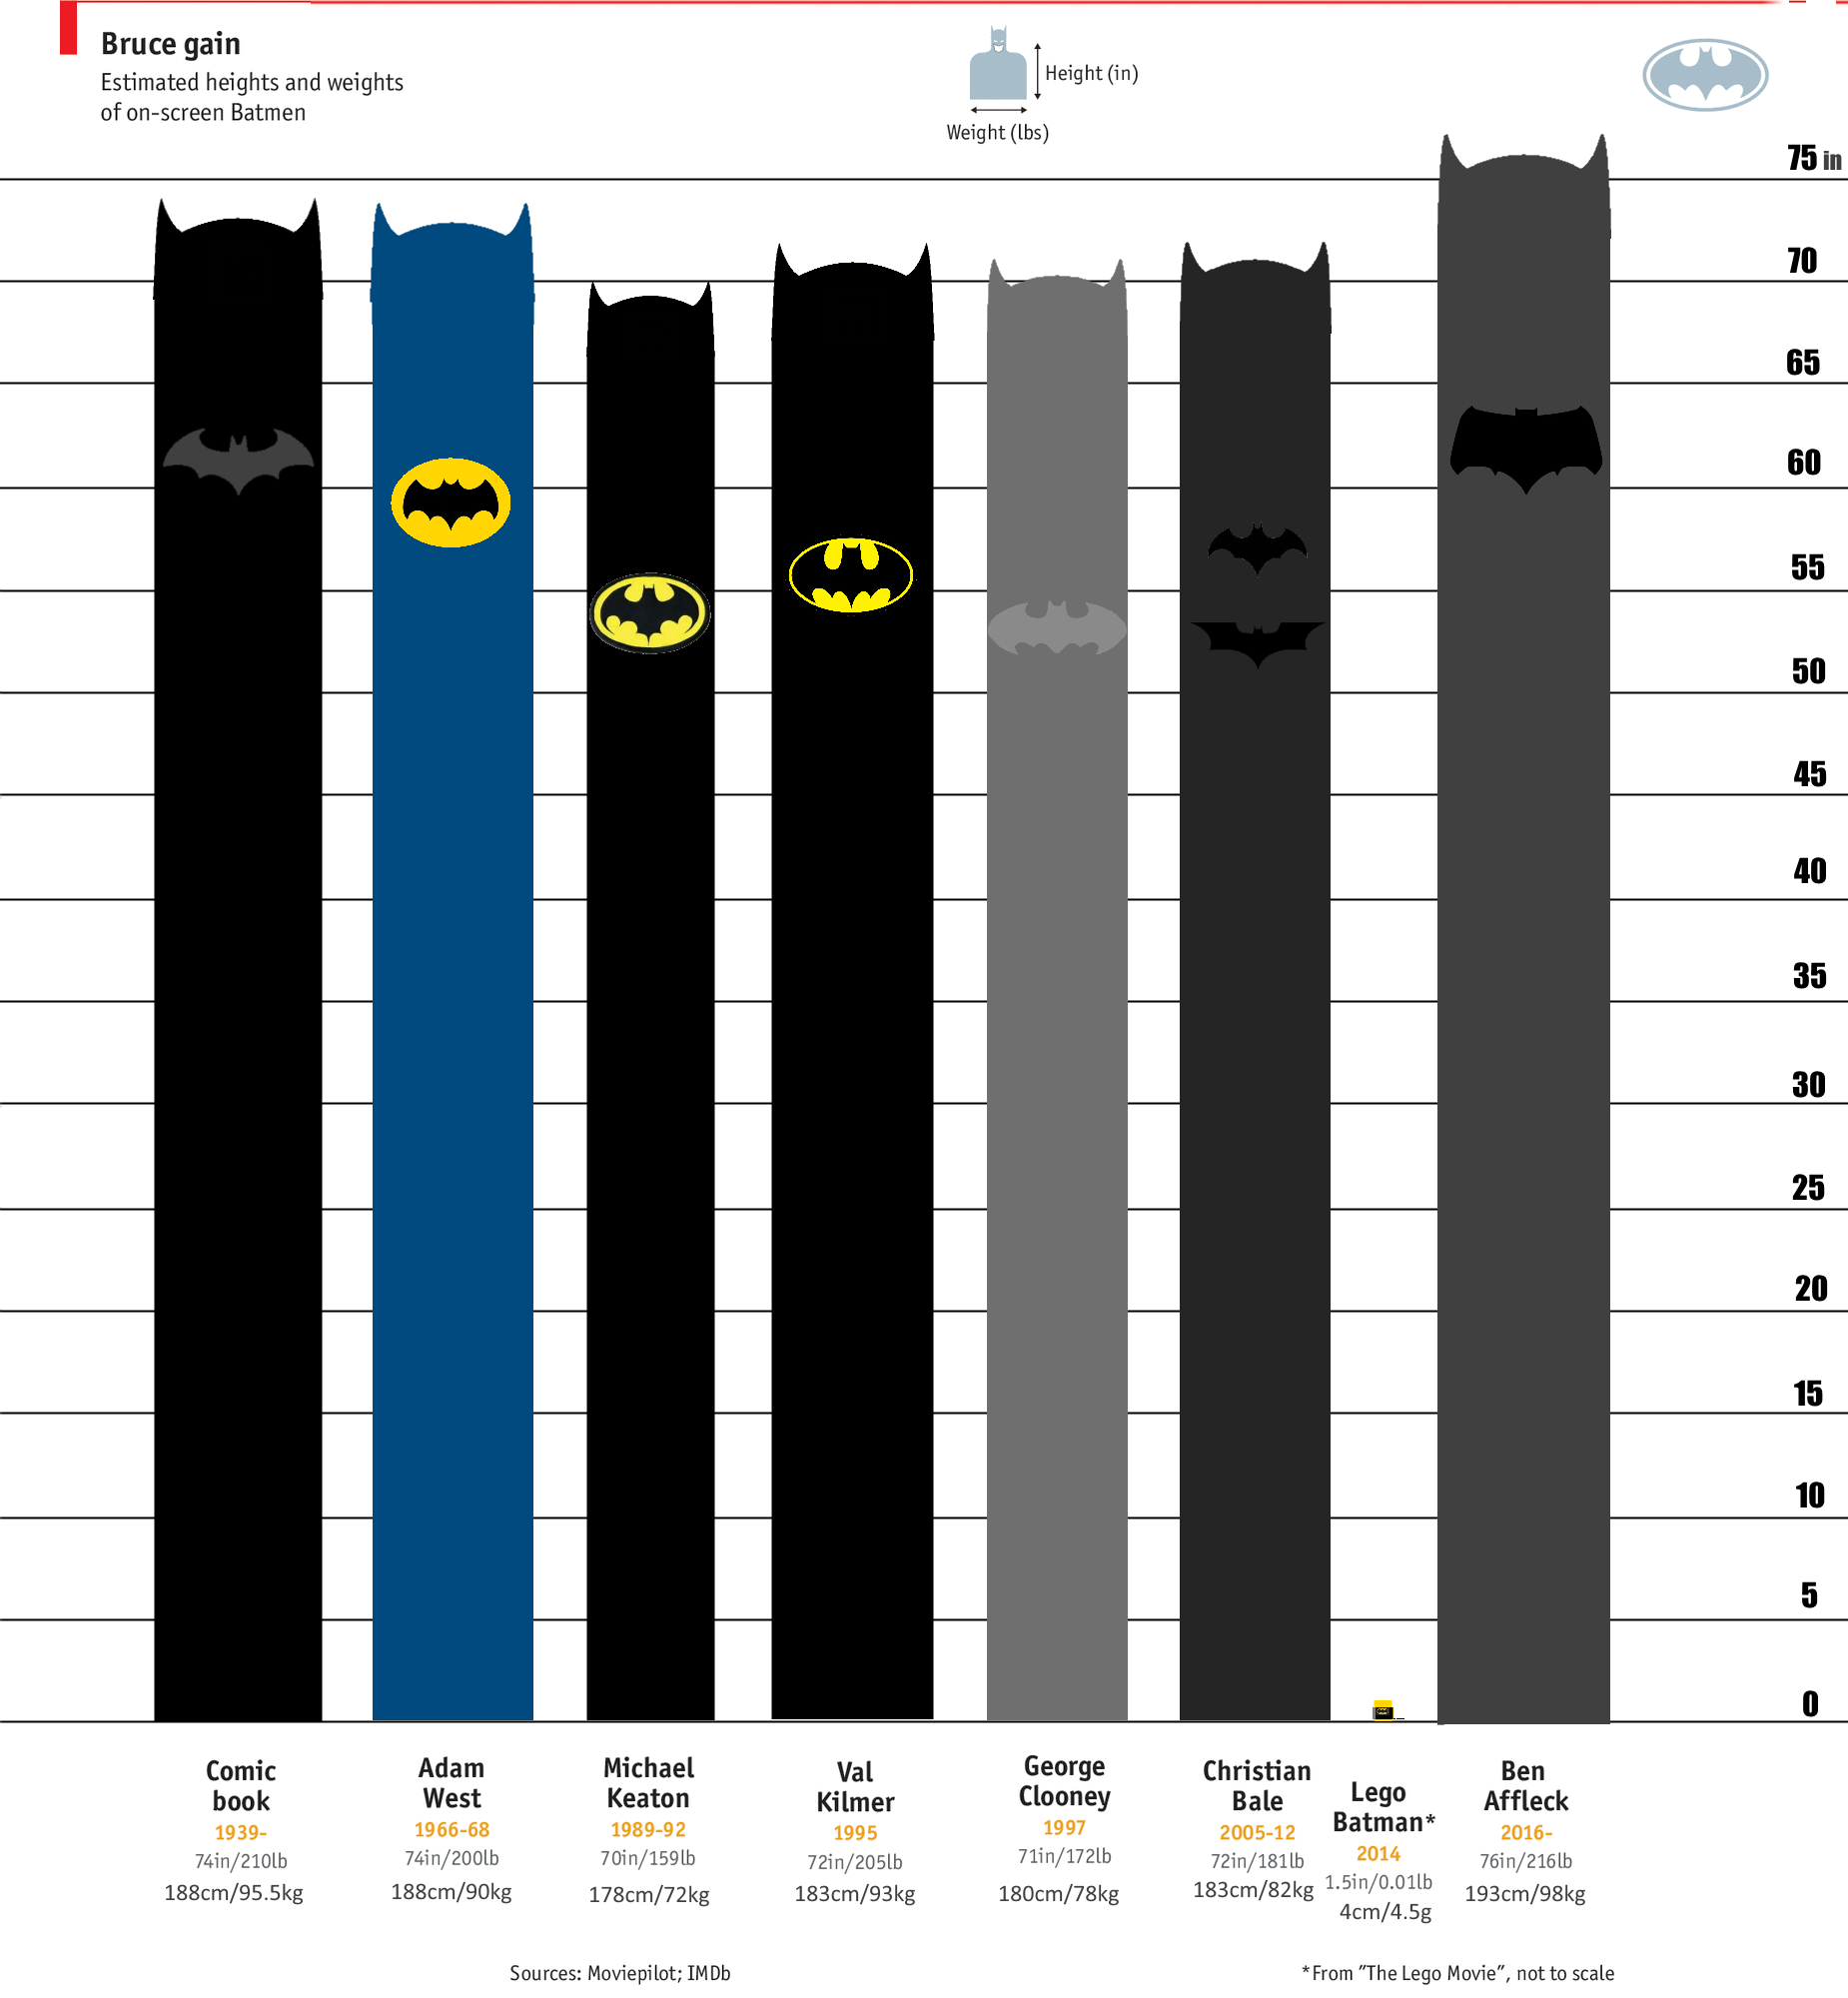 Bruce gain
Estimated heights and weights
of on-screen Batmen
Height (in)
Weight (lbs)
75 in
70
65
60
55
50
45
40
35
30
25
20
15
10
5
0
Comic
book
1939-
74in/210lb
188cm/95.5kg
Adam
West
1966-68
74in/200lb
188cm/90kg
Michael
Keaton
1989-92
70in/159lb
178cm/72kg
Val
Kilmer
1995
72in/205lb
183cm/93kg
George
Clooney
1997
71in/172lb
180cm/78kg
Christian
Bale
2005-12
72in/181lb
183cm/82kg
Lego
Batman*
2014
1.5in/0.01lb
4cm/4.5g
Ben
Affleck
2016-
76in/216lb
193cm/98kg
Sources: Moviepilot; IMDb
*From "The Lego Movie", not to scale